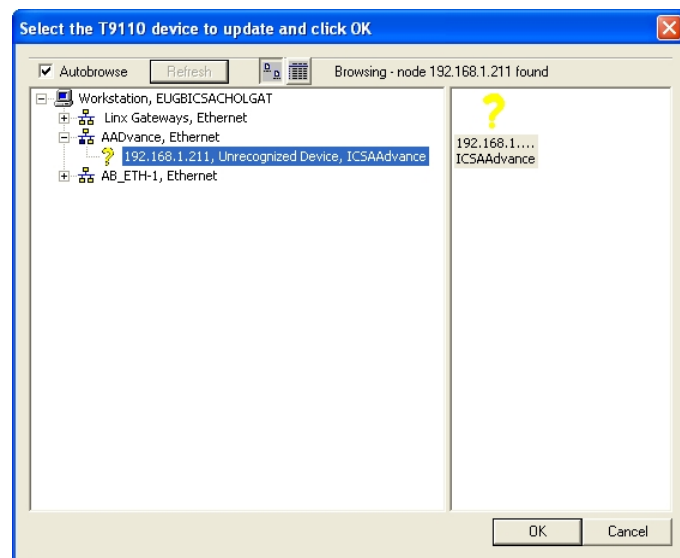 Select the T9110 device to update and click OK
Autobrowse Refresh Browsing - node 192.168.1.211 found
Workstation, EUGBICSACHOLGAT
Linx Gateways, Ethernet
AADvance, Ethernet
192.168.1.211, Unrecognized Device, ICSAAdvance
AB_ETH-1, Ethernet
192.168.1....
ICSAAdvance
OK Cancel